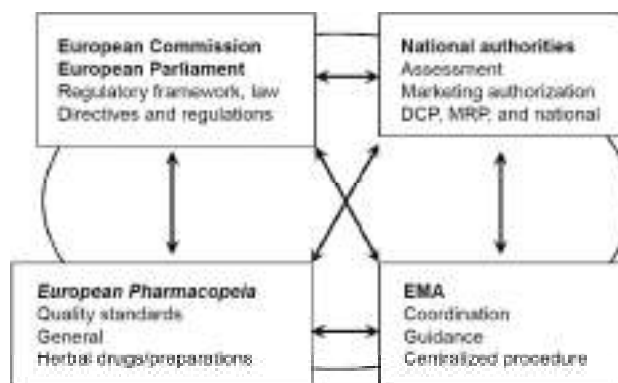 European Commission
European Parliament
Regulatory framework, law
Directives and regulations
National authorities
Assessment
Marketing authorization
DCP, MRP, and national
European Pharmacopeia
Quality standards
General
Herbal drugs/preparations
EMA
Coordination
Guidance
Centralized procedure